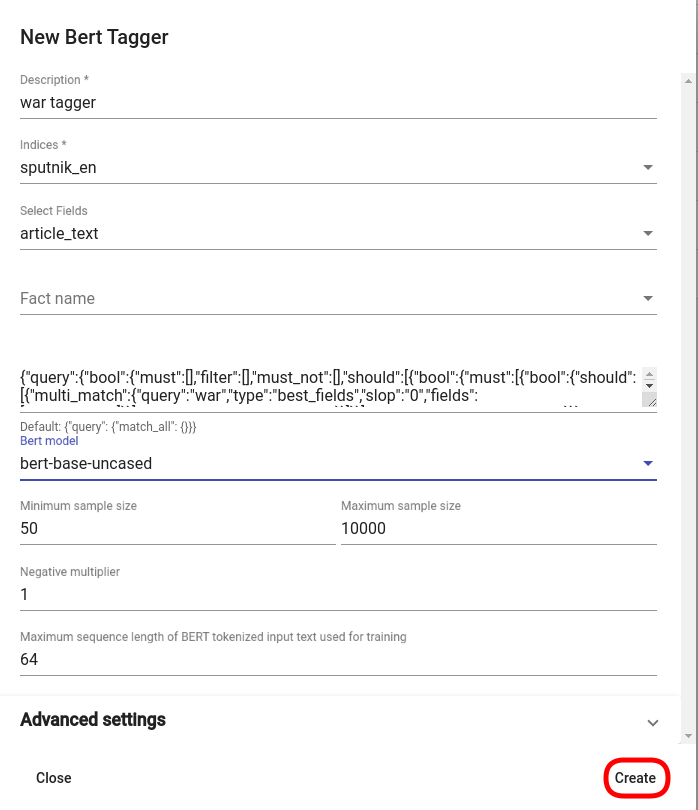 New Bert Tagger
Description *
war tagger
Indices *
sputnik_en
Select Fields
article_text
Fact name
{"query":{"bool":{"must":[],"filter":[],"must_not":[],"should":[{"bool":{"must":[{"bool":{"should":
[{"multi_match":{"query":"war","type":"best_fields","slop":"0","fields":
Default: {"query": {"match_all": {}}}
Bert model
bert-base-uncased
Minimum sample size Maximum sample size
50 10000
Negative multiplier
1
Maximum sequence length of BERT tokenized input text used for training
64
Advanced settings
Close Create